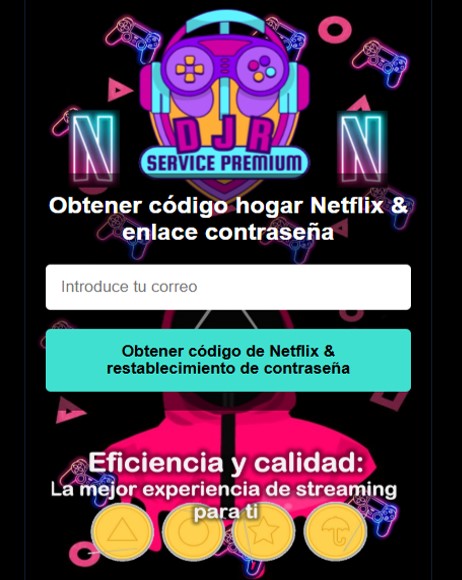 N
N
DJR
SERVICE PREMIUM
Obtener código hogar Netflix &
enlace contraseña
Introduce tu correo
Obtener código de Netflix &
restablecimiento de contraseña
Eficiencia y calidad:
La mejor experiencia de streaming
para ti